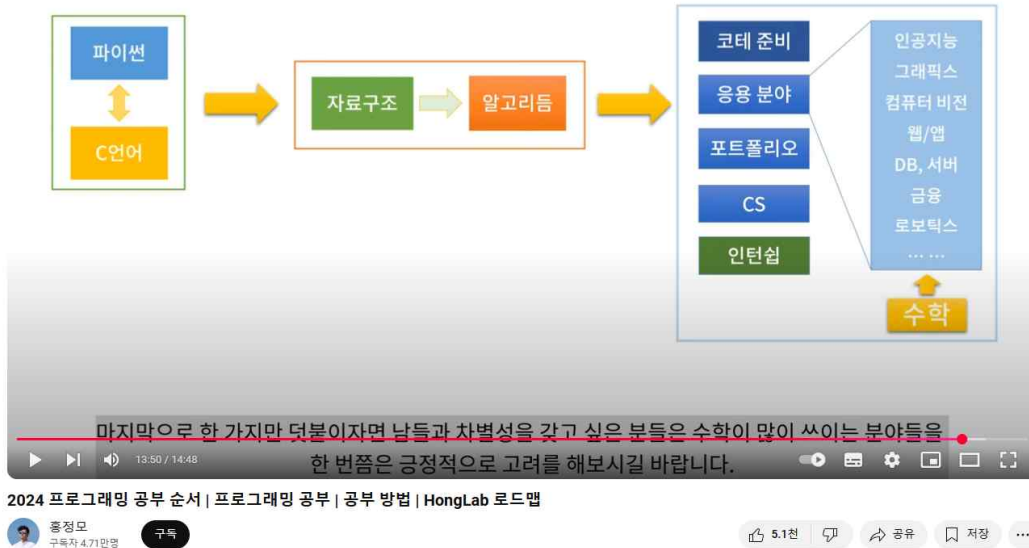 파이썬
C언어
자료구조
알고리듬
코테 준비
응용 분야
포트폴리오
CS
인턴쉽
인공지능
그래픽스
컴퓨터 비전
웹/앱
DB, 서버
금융
로보틱스
... ...
수학
마지막으로 한 가지만 덧붙이자면 남들과 차별성을 갖고 싶은 분들은 수학이 많이 쓰이는 분야들을
한 번쯤은 긍정적으로 고려를 해보시길 바랍니다.
13:50 / 14:48
2024 프로그래밍 공부 순서 | 프로그래밍 공부 | 공부 방법 | HongLab 로드맵
홍정모
구독자 4.71만명
구독
5.1천
공유
저장
...